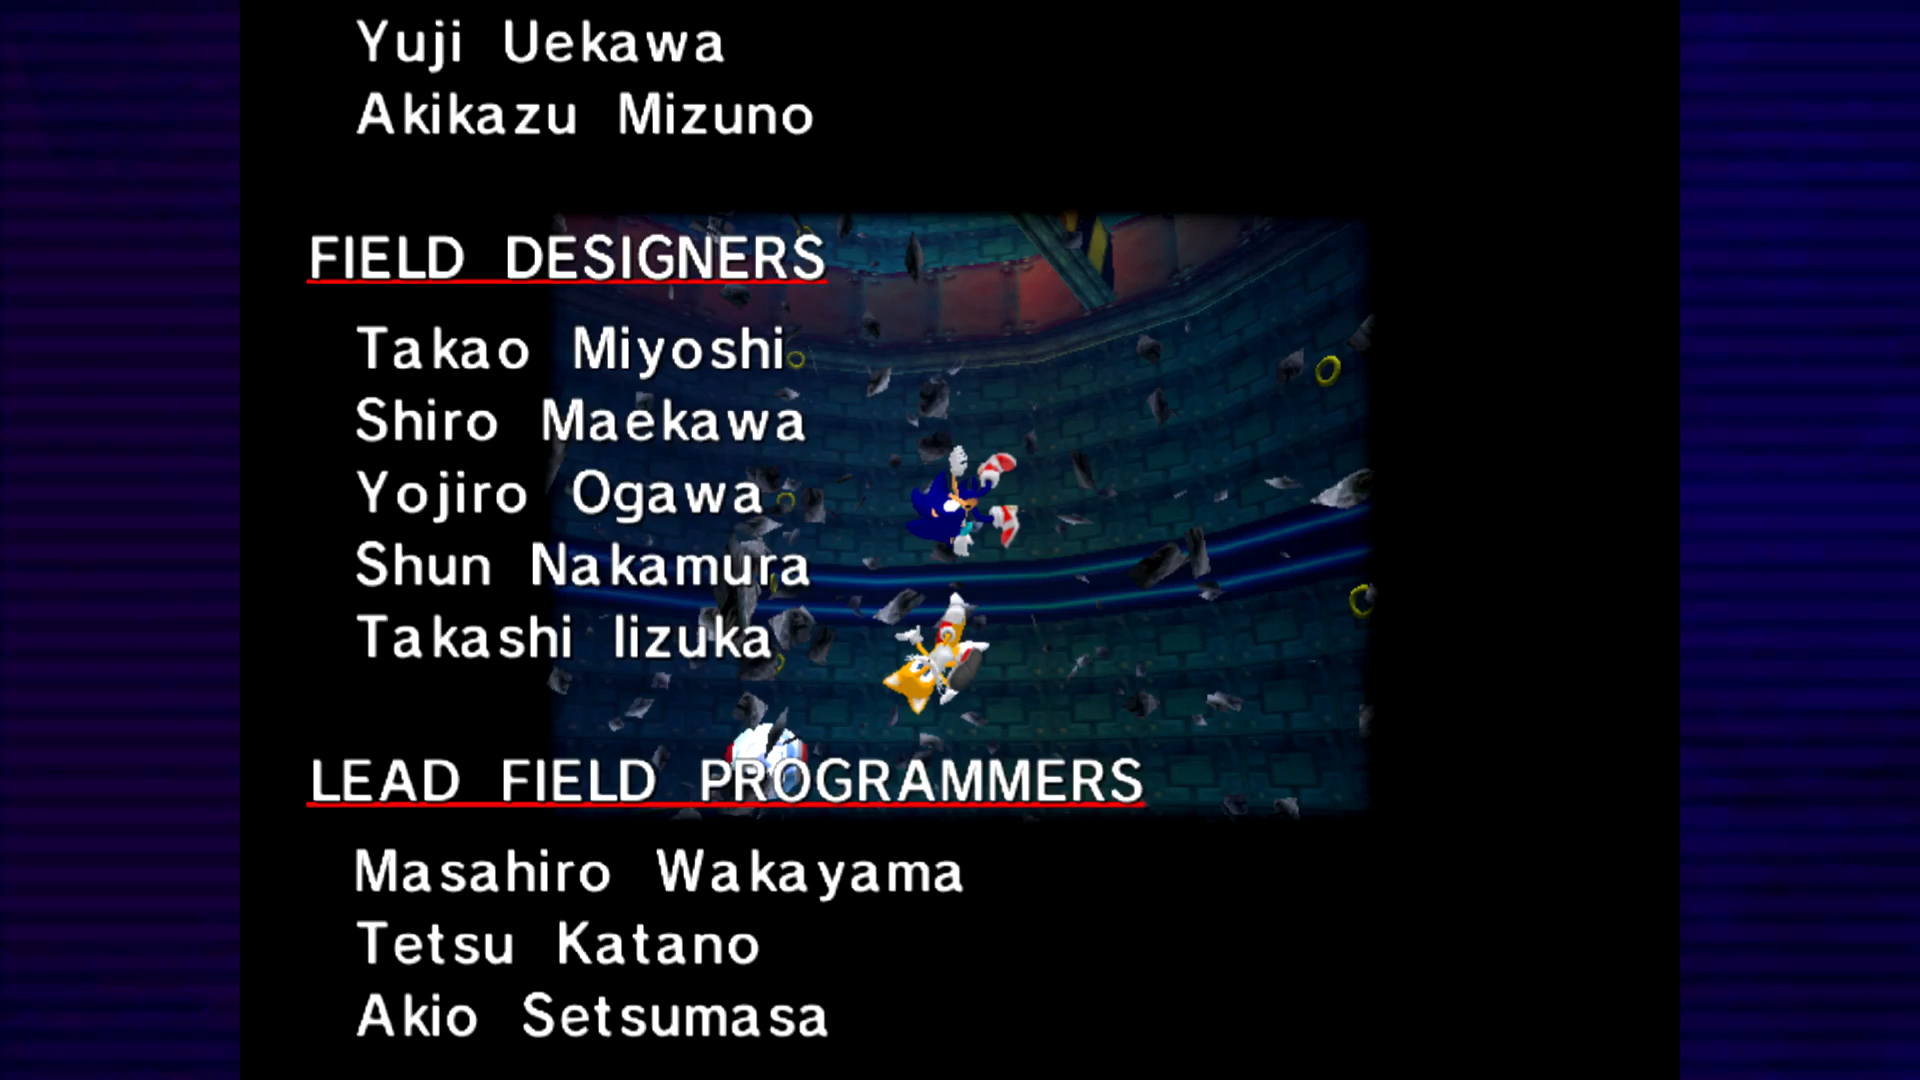 Yuji Uekawa
Akikazu Mizuno
FIELD DESIGNERS
Takao Miyoshi
Shiro Maekawa
Yojiro Ogawa
Shun Nakamura
Takashi Iizuka
LEAD FIELD PROGRAMMERS
Masahiro Wakayama
Tetsu Katano
Akio Setsumasa